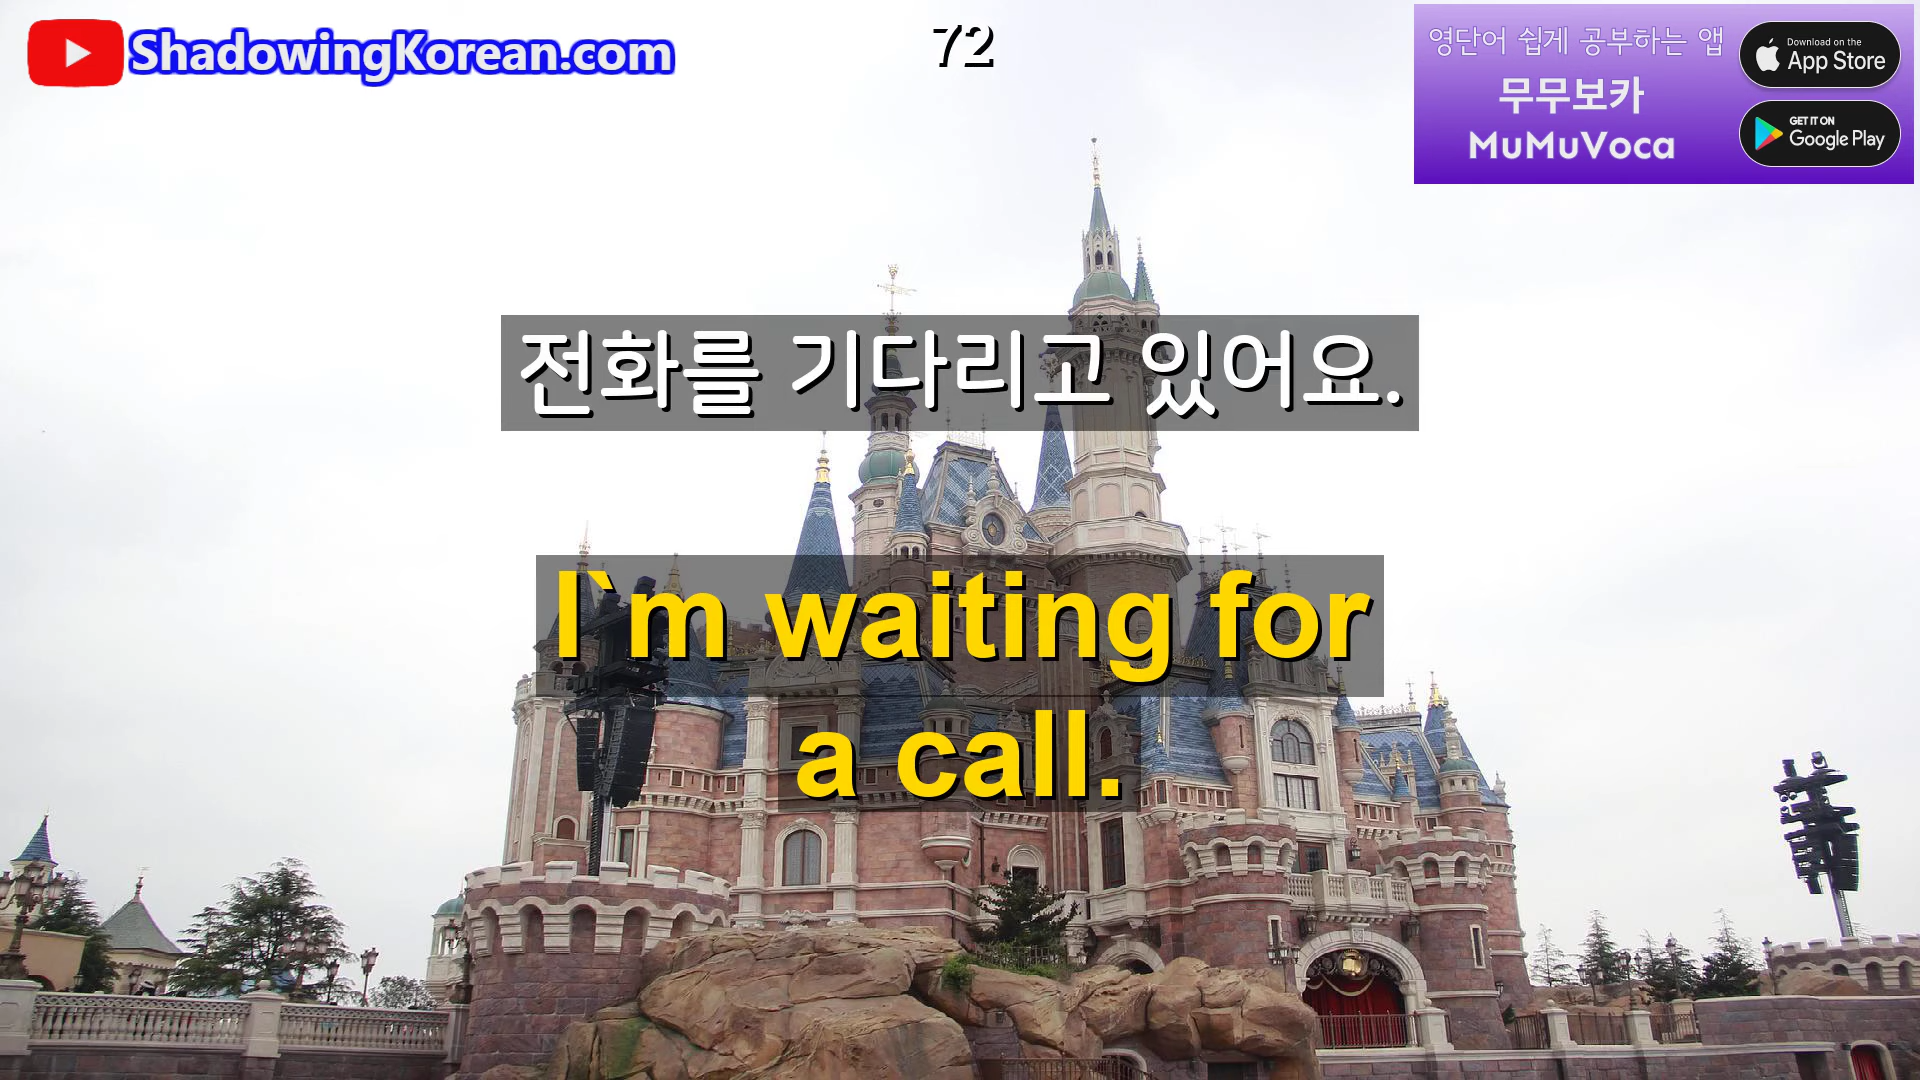 ShadowingKorean.com
72
영단어 쉽게 공부하는 앱
무무보카
MuMuVoca
Download on the
App Store
GET IT ON
Google Play
전화를 기다리고 있어요.
I`m waiting for
a call.